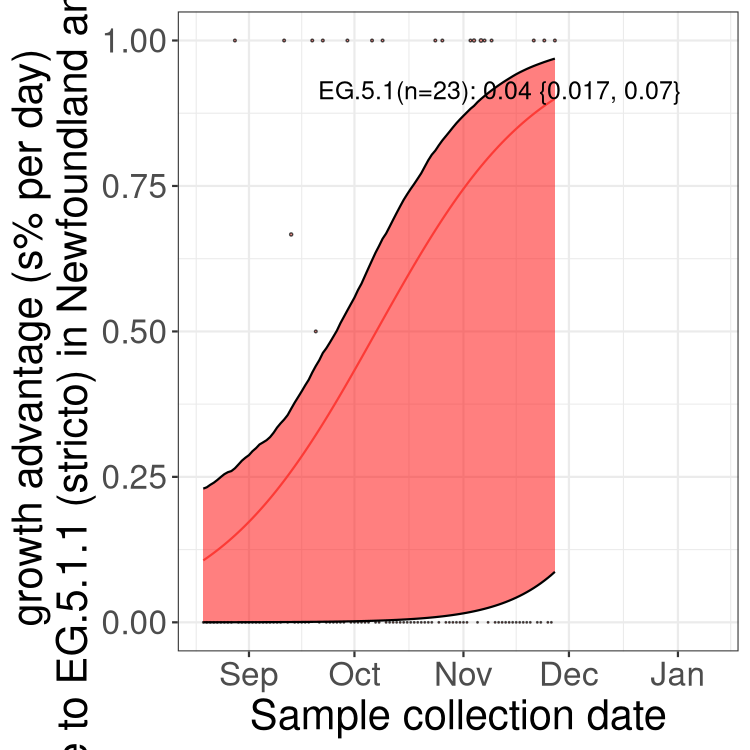 growth advantage (s% per day)
to EG.5.1.1 (stricto) in Newfoundland
1.00
0.75
0.50
0.25
0.00
EG.5.1(n=23): 0.04 {0.017, 0.07}
Sep Oct Nov Dec Jan
Sample collection date